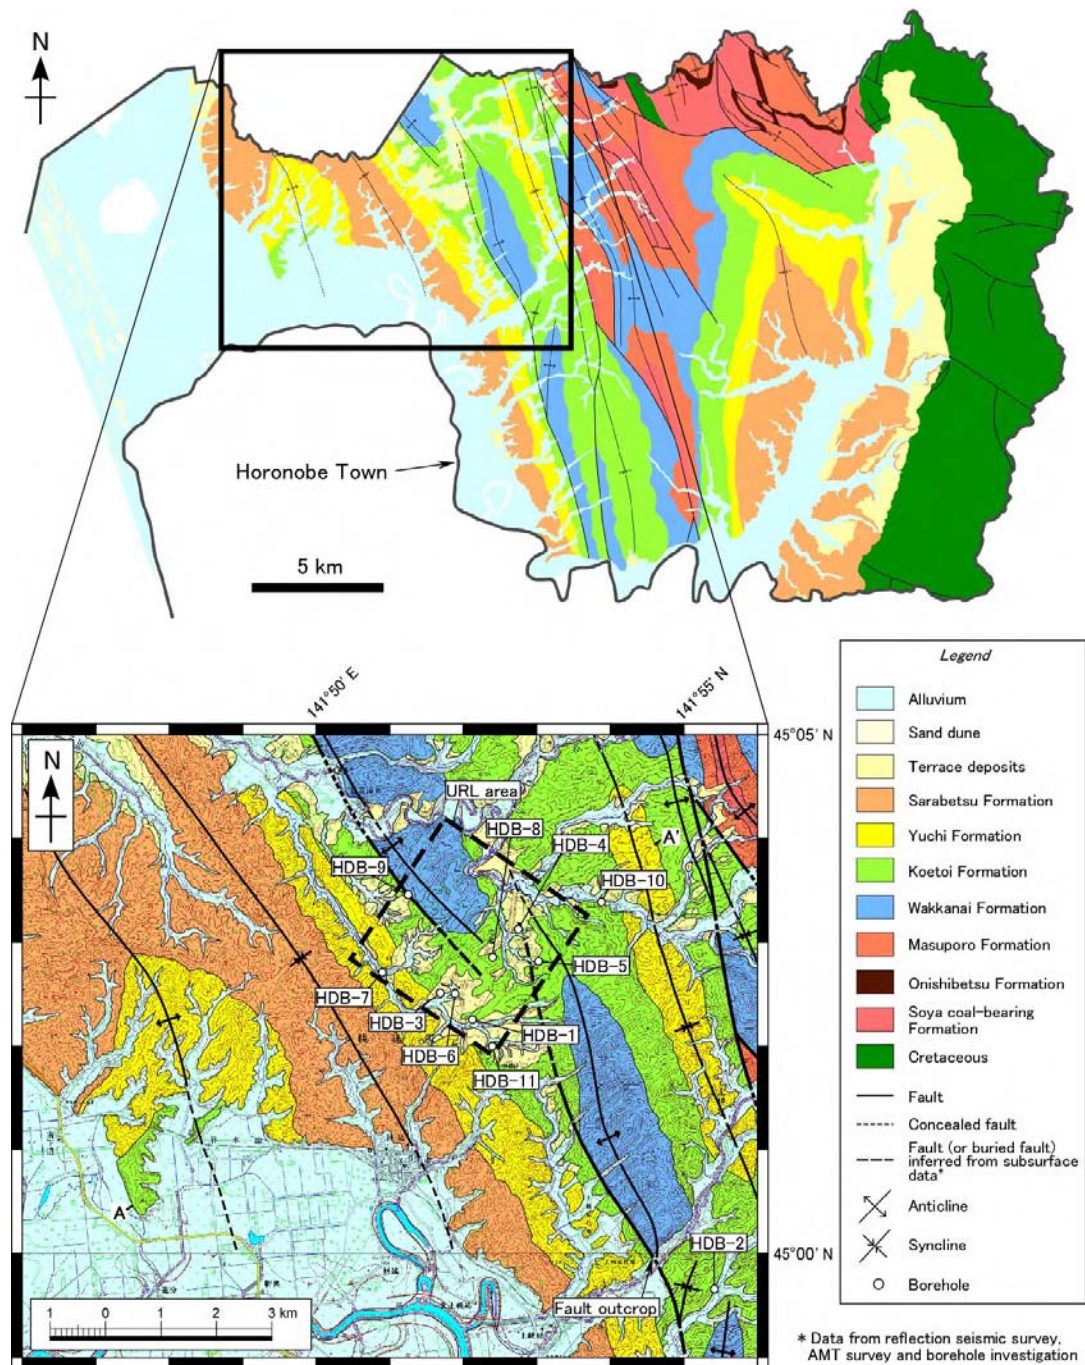 N
Horonobe Town
5 km
141°50' E
141°55' N
45°05' N
N
URL area
HDB-8
HDB-4
A'
HDB-9
HDB-10
HDB-5
HDB-7
HDB-3
HDB-1
HDB-6
HDB-11
A
HDB-2
45°00' N
Fault outcrop
1 0 1 2 3 km
Legend
Alluvium
Sand dune
Terrace deposits
Sarabetsu Formation
Yuchi Formation
Koetoi Formation
Wakkanai Formation
Masuporo Formation
Onishibetsu Formation
Soya coal-bearing
Formation
Cretaceous
Fault
Concealed fault
Fault (or buried fault)
inferred from subsurface
data*
Anticline
Syncline
Borehole
* Data from reflection seismic survey,
AMT survey and borehole investigation